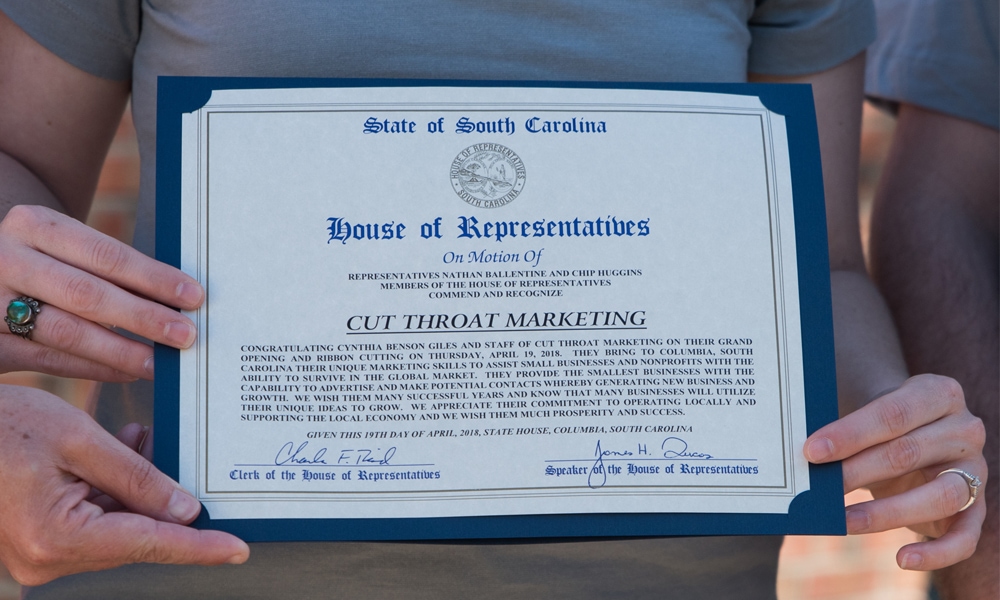 State of South Carolina
HOUSE OF REPRESENTATIVES
SOUTH CAROLINA
House of Representatives
On Motion Of
REPRESENTATIVES NATHAN BALLENTINE AND CHIP HUGGINS
MEMBERS OF THE HOUSE OF REPRESENTATIVES
COMMEND AND RECOGNIZE
CUT THROAT MARKETING
CONGRATULATING CYNTHIA BENSON GILES AND STAFF OF CUT THROAT MARKETING ON THEIR GRAND
OPENING AND RIBBON CUTTING ON THURSDAY, APRIL 19, 2018. THEY BRING TO COLUMBIA, SOUTH
CAROLINA THEIR UNIQUE MARKETING SKILLS TO ASSIST SMALL BUSINESSES AND NONPROFITS WITH THE
ABILITY TO SURVIVE IN THE GLOBAL MARKET. THEY PROVIDE THE SMALLEST BUSINESSES WITH THE
CAPABILITY TO ADVERTISE AND MAKE POTENTIAL CONTACTS WHEREBY GENERATING NEW BUSINESS AND
GROWTH. WE WISH THEM MANY SUCCESSFUL YEARS AND KNOW THAT MANY BUSINESSES WILL UTILIZE
THEIR UNIQUE IDEAS TO GROW. WE APPRECIATE THEIR COMMITMENT TO OPERATING LOCALLY AND
SUPPORTING THE LOCAL ECONOMY AND WE WISH THEM MUCH PROSPERITY AND SUCCESS.
GIVEN THIS 19TH DAY OF APRIL, 2018, STATE HOUSE, COLUMBIA, SOUTH CAROLINA
Charles F. Reid James H. Lucas
Clerk of the House of Representatives Speaker of the House of Representatives